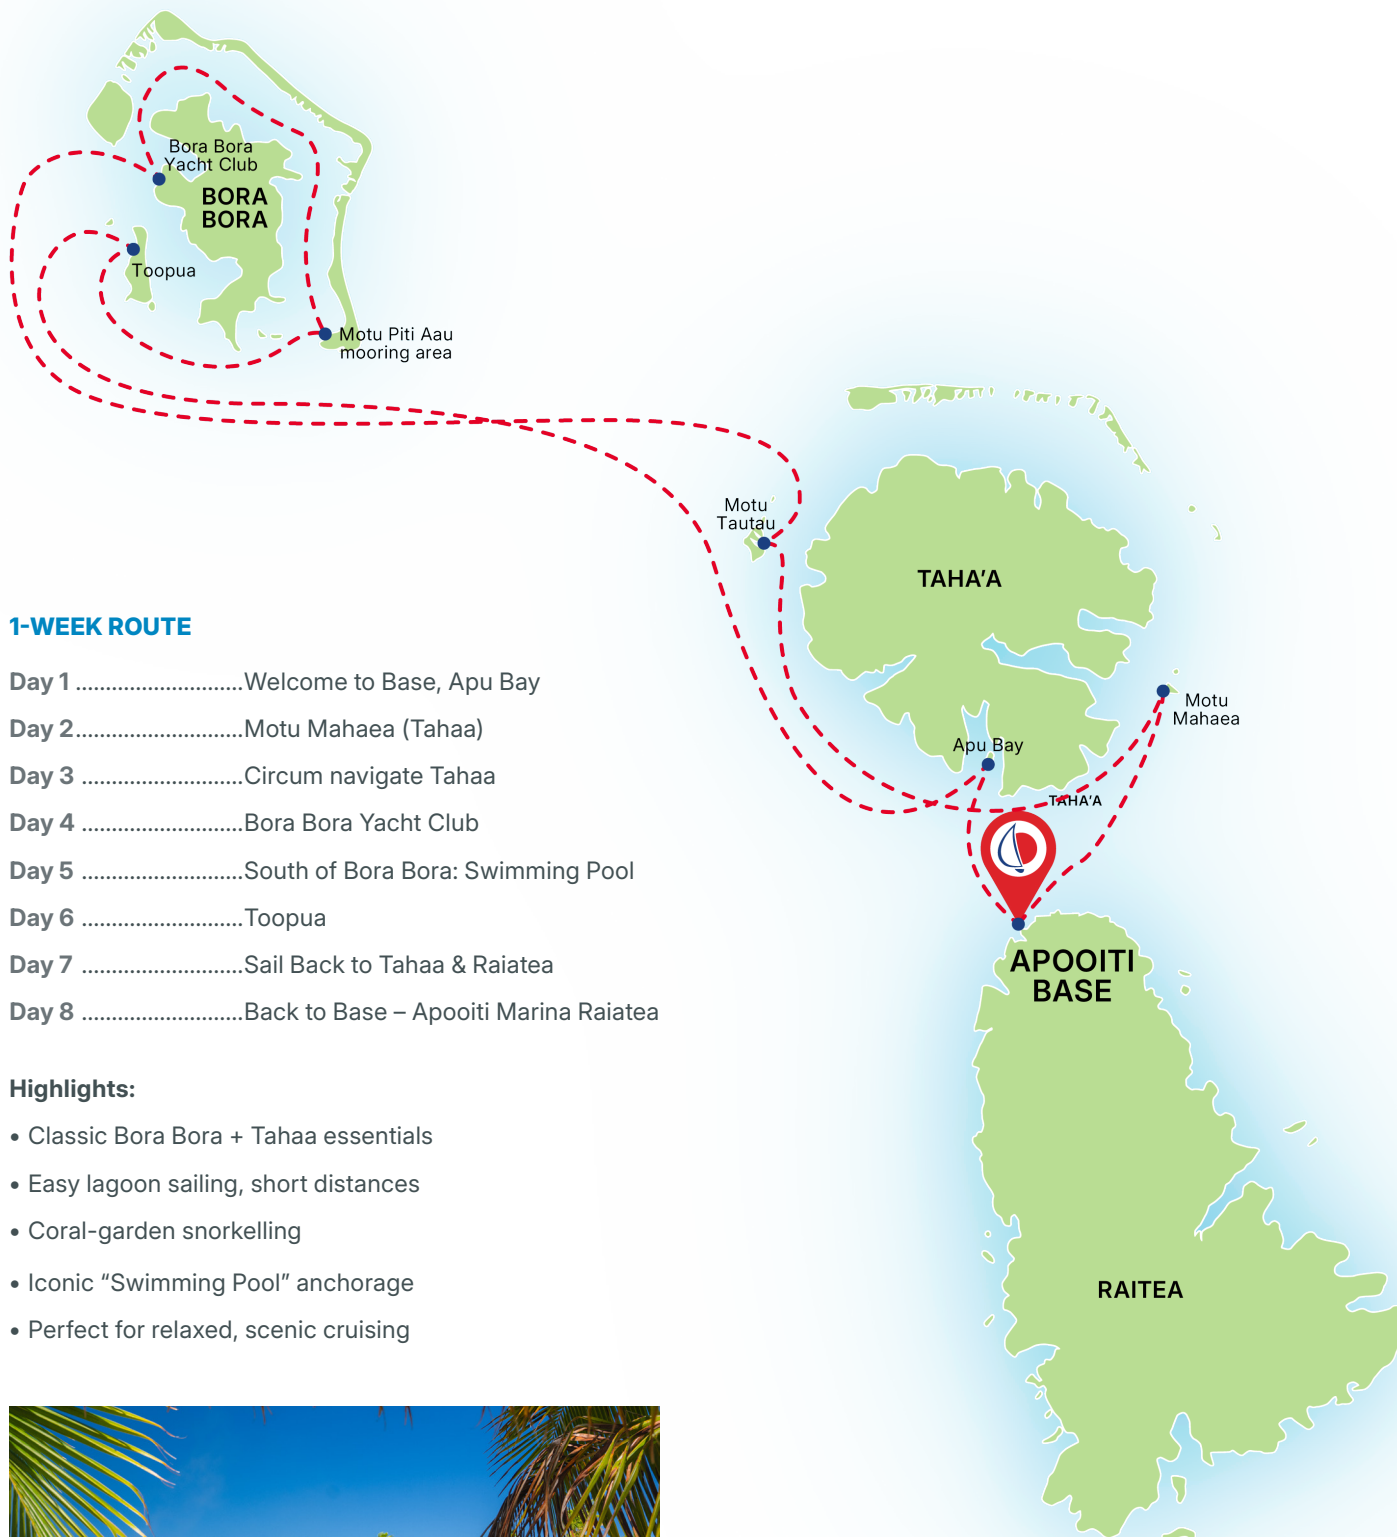 Bora Bora
Yacht Club
BORA
BORA
Toopua
Motu Piti Aau
mooring area
Motu
Tautau
TAHA'A
Motu
Mahaea
Apu Bay
TAHA'A
APOOITI
BASE
RAITEA
1-WEEK ROUTE
Day 1 ............................Welcome to Base, Apu Bay
Day 2............................Motu Mahaea (Tahaa)
Day 3 ...........................Circum navigate Tahaa
Day 4 ...........................Bora Bora Yacht Club
Day 5 ...........................South of Bora Bora: Swimming Pool
Day 6 ...........................Toopua
Day 7 ...........................Sail Back to Tahaa & Raiatea
Day 8 ...........................Back to Base – Apooiti Marina Raiatea
Highlights:
• Classic Bora Bora + Tahaa essentials
• Easy lagoon sailing, short distances
• Coral-garden snorkelling
• Iconic “Swimming Pool” anchorage
• Perfect for relaxed, scenic cruising